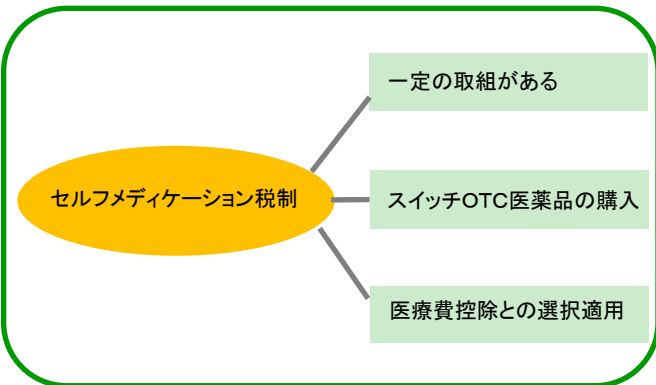 一定の取組がある
セルフメディケーション税制
スイッチOTC医薬品の購入
医療費控除との選択適用